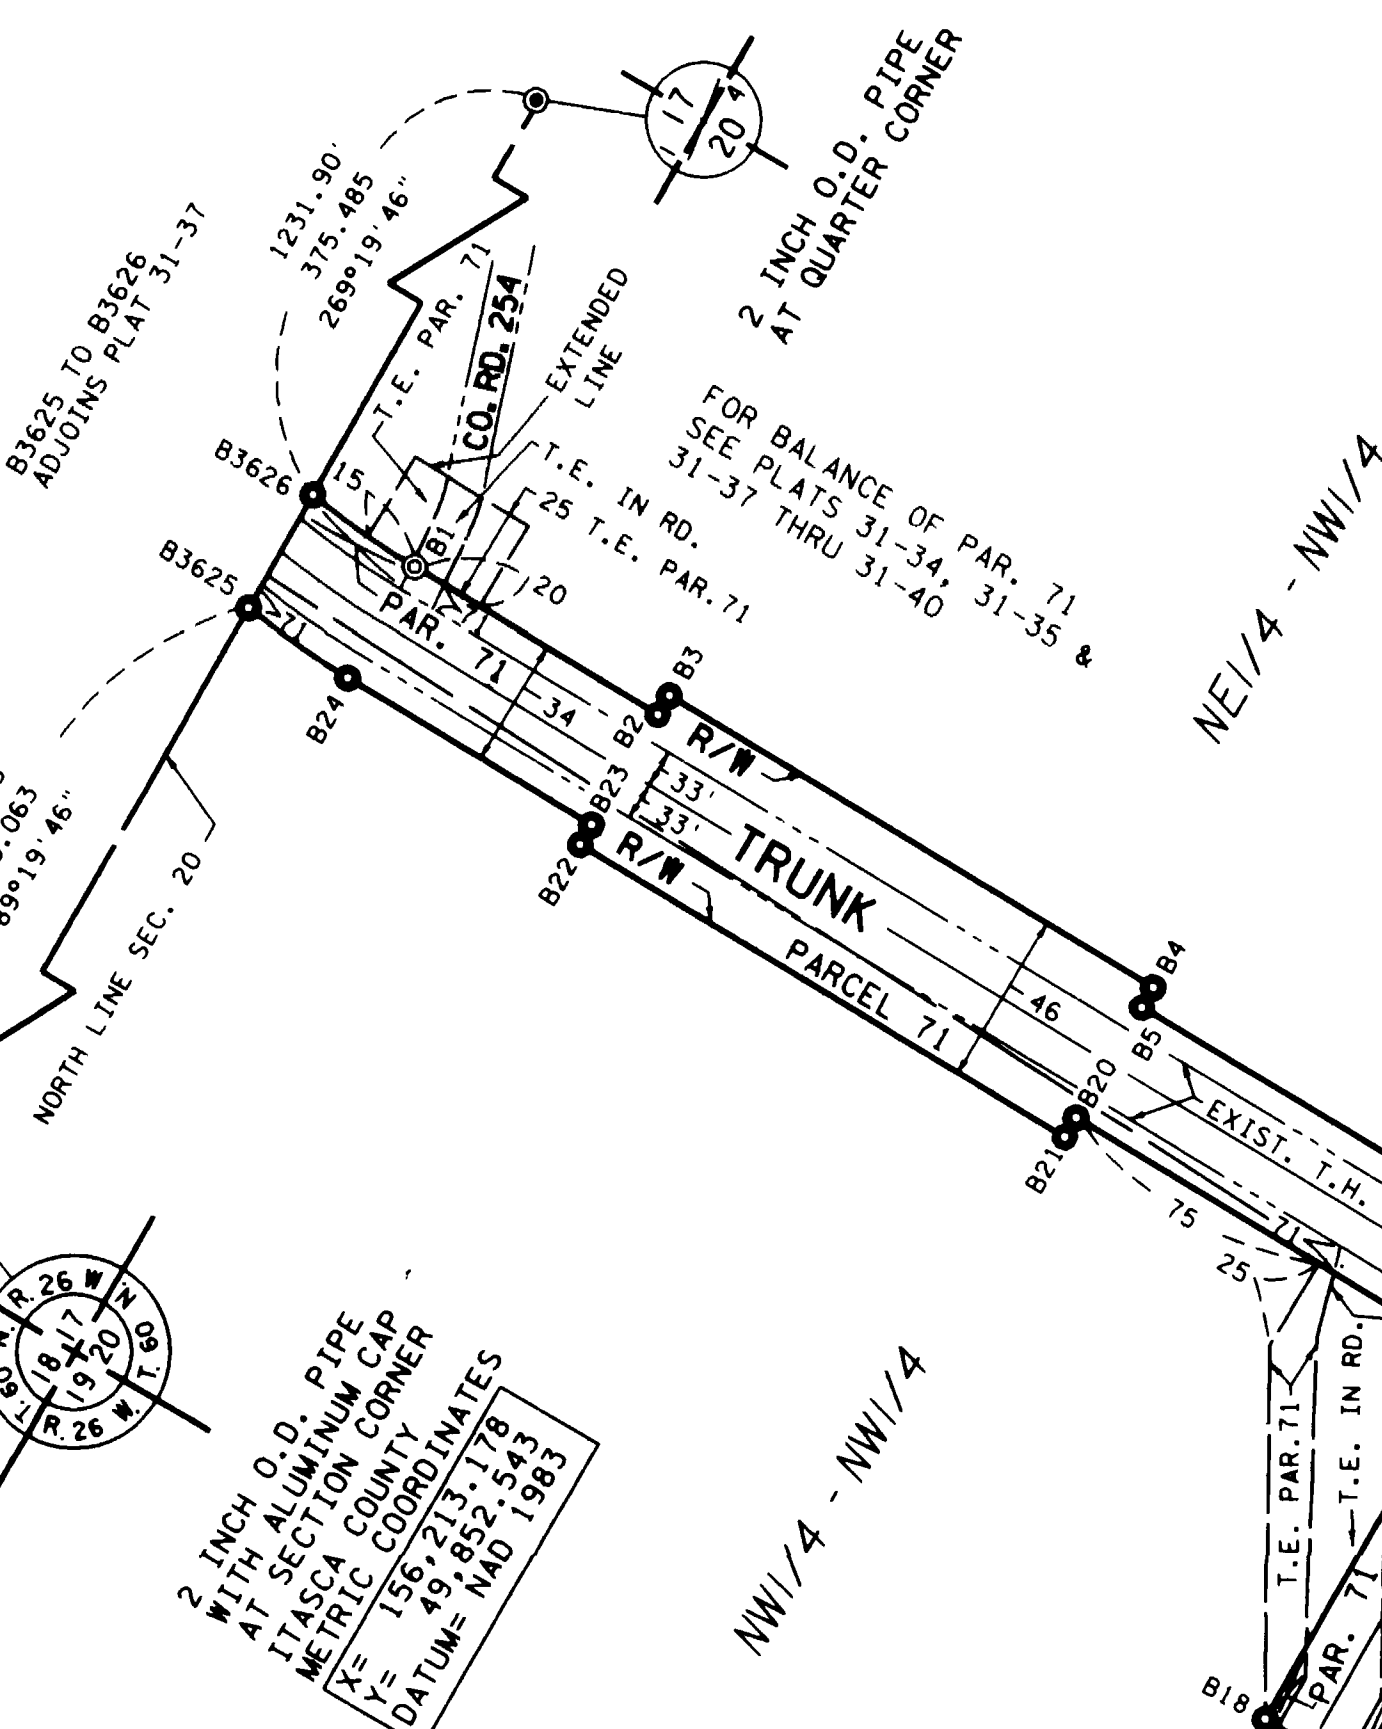 17
1 4
20
2 INCH O.D. PIPE
AT QUARTER CORNER
1231.90'
375.485
269°19'46"
B3625 TO B3626
ADJOINS PLAT 31-37
T.E. PAR. 71
CO. RD. 254
EXTENDED
LINE
T.E. IN RD.
25 T.E. PAR.71
FOR BALANCE OF PAR. 71
SEE PLATS 31-34, 31-35 &
31-37 THRU 31-40
NE1/4 - NW1/4
B3626
15
B1
20
B3625
71
PAR. 71
34
B24
B2
B3
R/W
33'
33'
B23
B22
R/W
TRUNK
PARCEL 71
46
B4
B5
B20
B21
EXIST. T.H.
75
25
71
.063
89°19'46"
NORTH LINE SEC. 20
R. 26 W.
T. 60 N.
R. 26 W.
T. 60 N.
17
18
20
19
2 INCH O.D. PIPE
WITH ALUMINUM CAP
AT SECTION CORNER
ITASCA COUNTY
METRIC COORDINATES
X= 156,213.178
Y= 49,852.543
DATUM= NAD 1983
NW1/4 - NW1/4
T.E. PAR.71
T.E. IN RD.
PAR. 71
B18